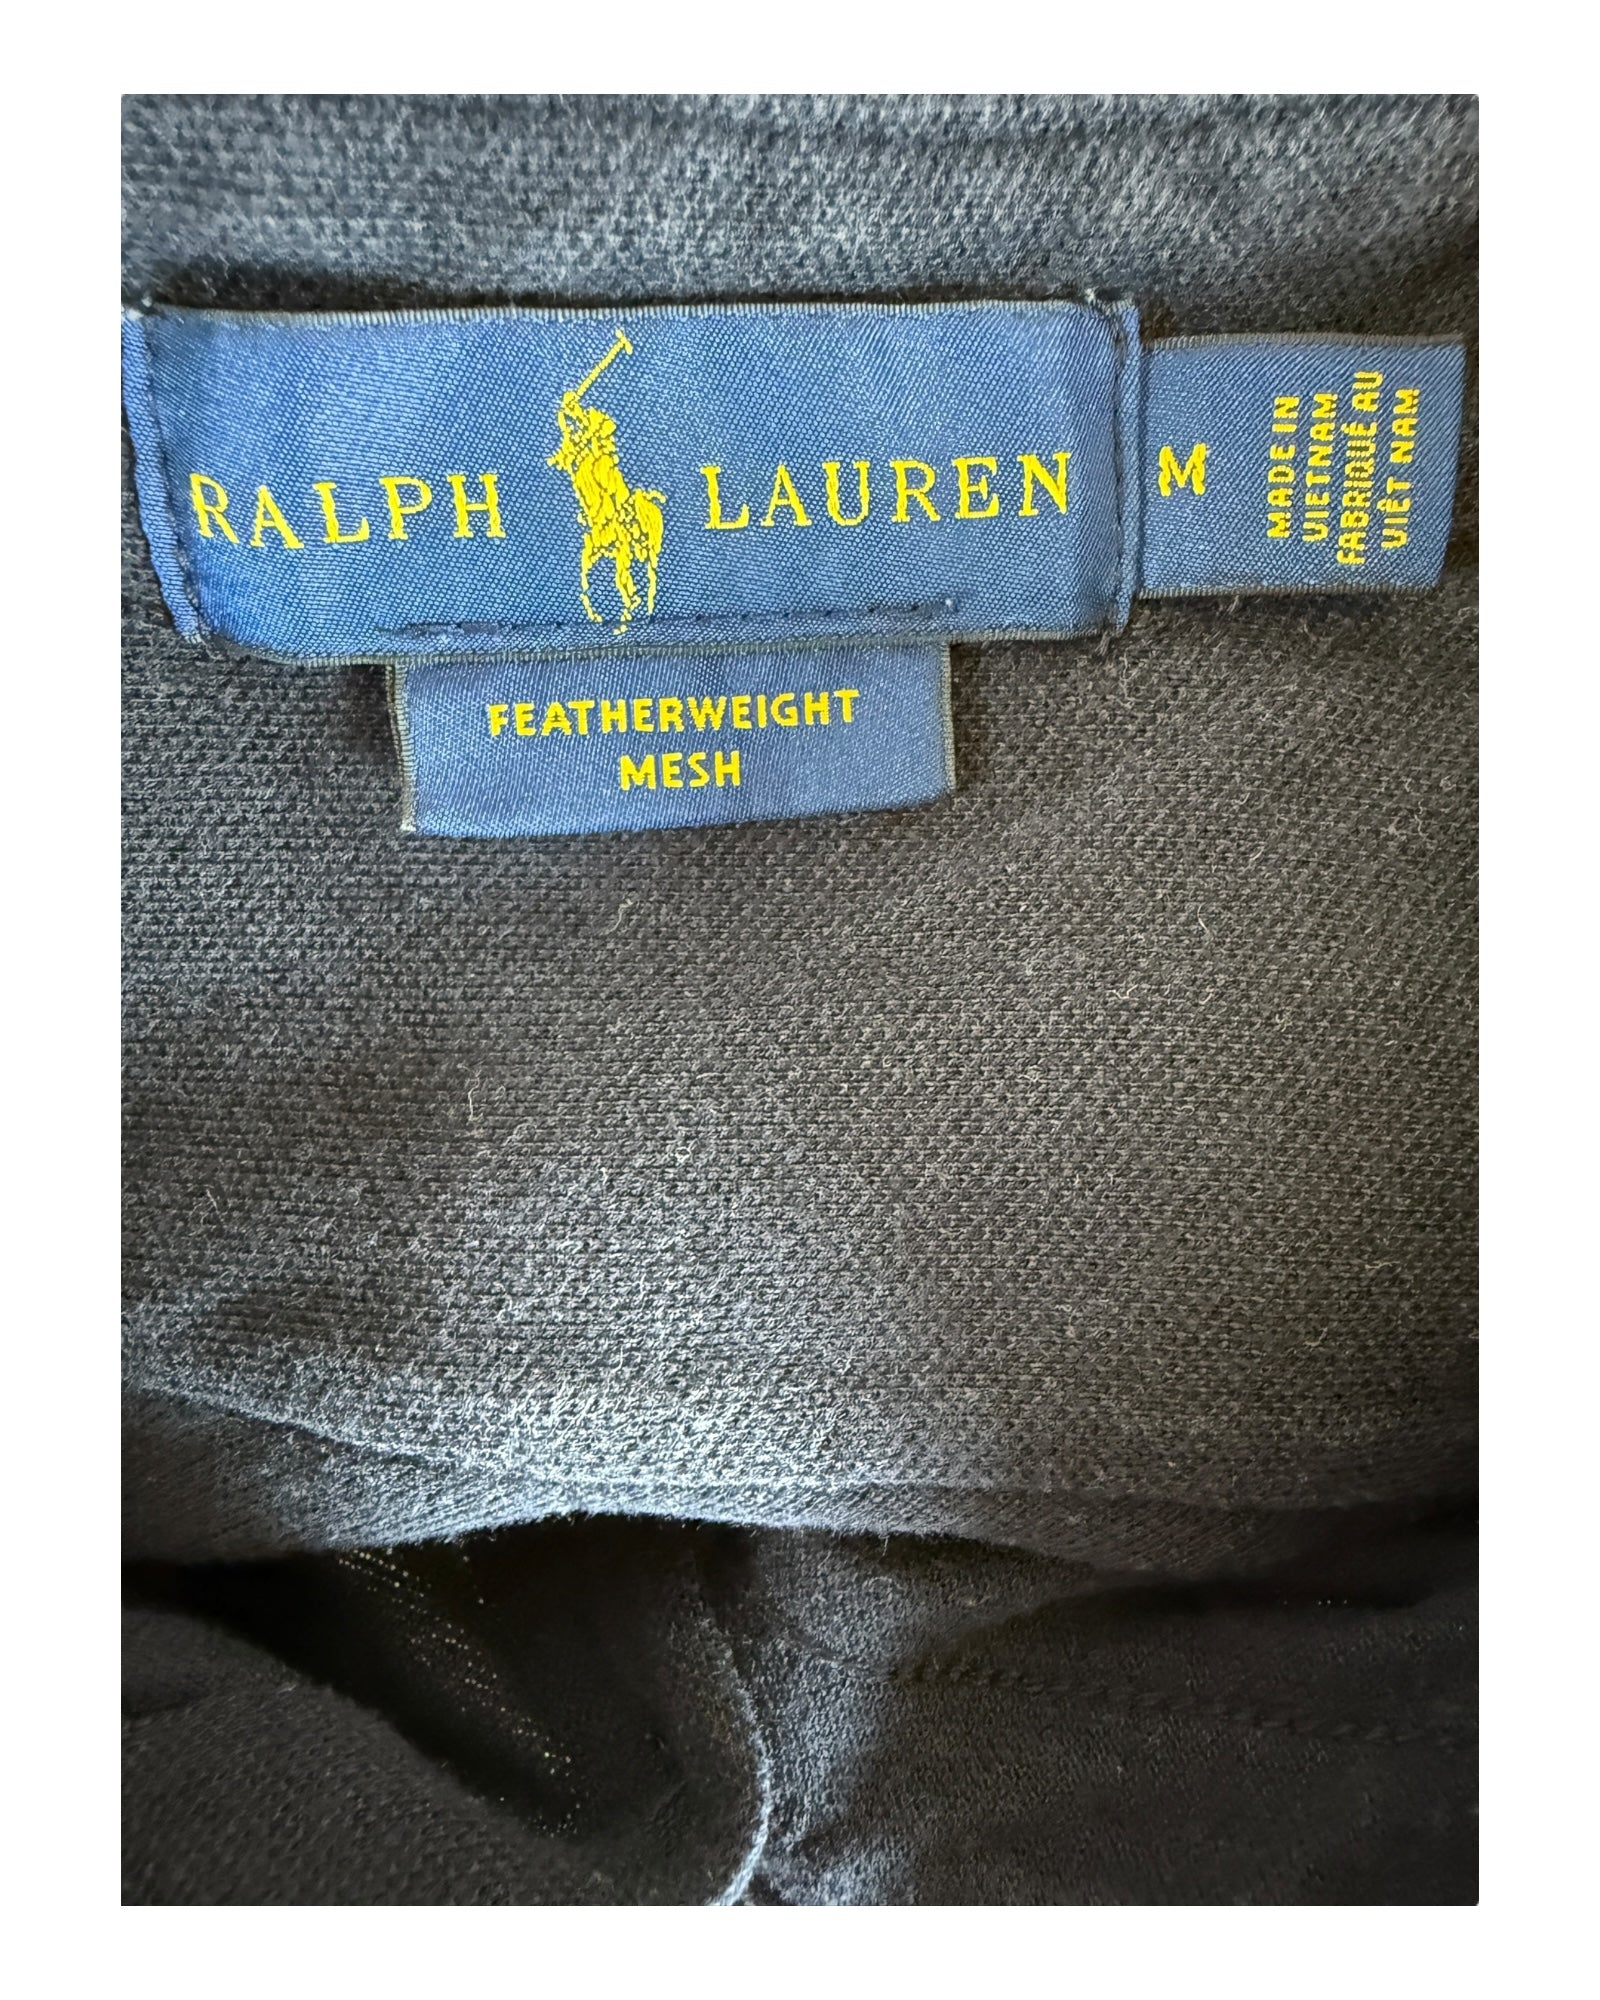 RALPH LAUREN
M
MADE IN
VIETNAM
FABRIQUÉ AU
VIÊT NAM
FEATHERWEIGHT
MESH